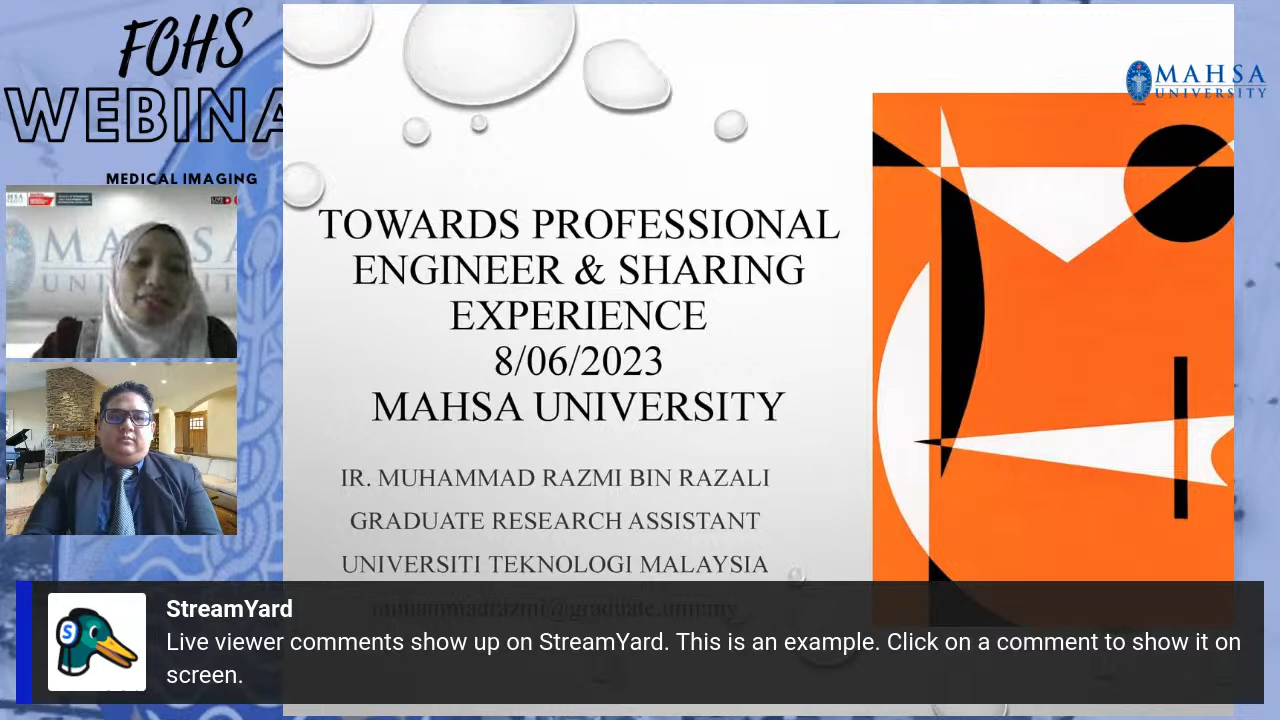 FOHS
WEBINA
MEDICAL IMAGING
MAHSA
UNIVERSITY
TOWARDS PROFESSIONAL
ENGINEER & SHARING
EXPERIENCE
8/06/2023
MAHSA UNIVERSITY
IR. MUHAMMAD RAZMI BIN RAZALI
GRADUATE RESEARCH ASSISTANT
UNIVERSITI TEKNOLOGI MALAYSIA
StreamYard
Live viewer comments show up on StreamYard. This is an example. Click on a comment to show it on
screen.